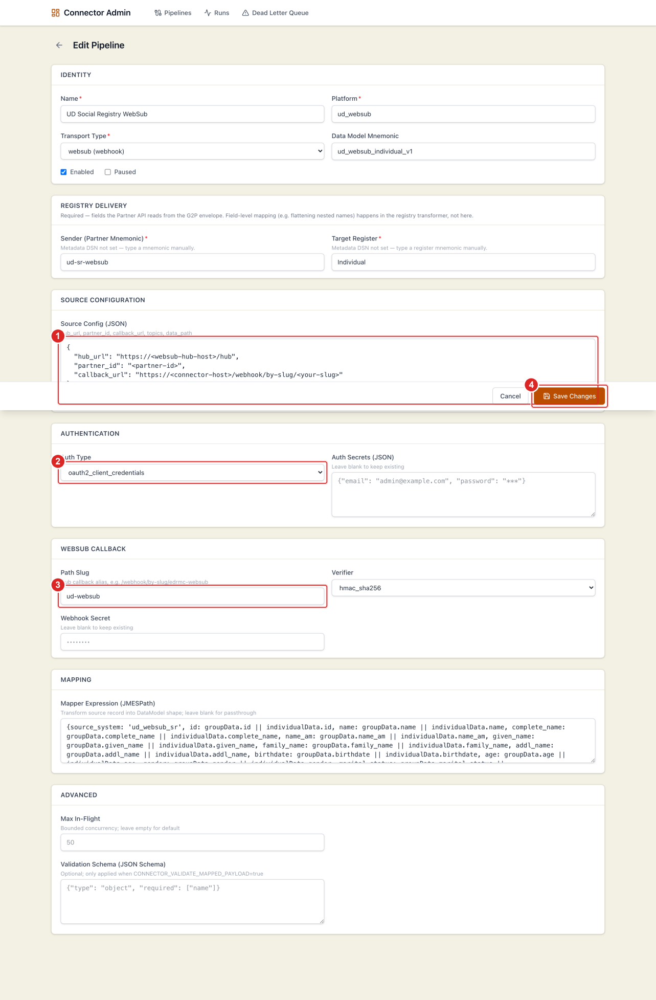 Connector Admin
Pipelines
Runs
Dead Letter Queue
Edit Pipeline
IDENTITY
Name*
Platform*
UD Social Registry WebSub
ud_websub
Transport Type*
Data Model Mnemonic
websub (webhook)
ud_websub_individual_v1
Enabled
Paused
REGISTRY DELIVERY
Required — fields the Partner API reads from the G2P envelope. Field-level mapping (e.g. flattening nested names) happens in the registry transformer, not here.
Sender (Partner Mnemonic)*
Target Register*
Metadata DSN not set — type a mnemonic manually.
Metadata DSN not set — type a register mnemonic manually.
ud-sr-websub
Individual
SOURCE CONFIGURATION
Source Config (JSON)
ub_url, partner_id, callback_url, topics, data_path
1
{
"hub_url": "https://<websub-hub-host>/hub",
"partner_id": "<partner-id>",
"callback_url": "https://<connector-host>/webhook/by-slug/<your-slug>"
4
Cancel
Save Changes
AUTHENTICATION
uth Type
Auth Secrets (JSON)
2
Leave blank to keep existing
oauth2_client_credentials
{"email": "admin@example.com", "password": "***"}
WEBSUB CALLBACK
Path Slug
Verifier
ub callback alias, e.g. /webhook/by-slug/edrmc-websub
3
hmac_sha256
ud-websub
Webhook Secret
Leave blank to keep existing
••••••••
MAPPING
Mapper Expression (JMESPath)
Transform source record into DataModel shape; leave blank for passthrough
{source_system: 'ud_websub_sr', id: groupData.id || individualData.id, name: groupData.name || individualData.name, complete_name:
groupData.complete_name || individualData.complete_name, name_am: groupData.name_am || individualData.name_am, given_name:
groupData.given_name || individualData.given_name, family_name: groupData.family_name || individualData.family_name, addl_name:
groupData.addl_name || individualData.addl_name, birthdate: groupData.birthdate || individualData.birthdate, age: groupData.age ||
individualData.age, gender: groupData.gender || individualData.gender, marital_status: groupData.marital_status ||
ADVANCED
Max In-Flight
Bounded concurrency; leave empty for default
50
Validation Schema (JSON Schema)
Optional; only applied when CONNECTOR_VALIDATE_MAPPED_PAYLOAD=true
{"type": "object", "required": ["name"]}